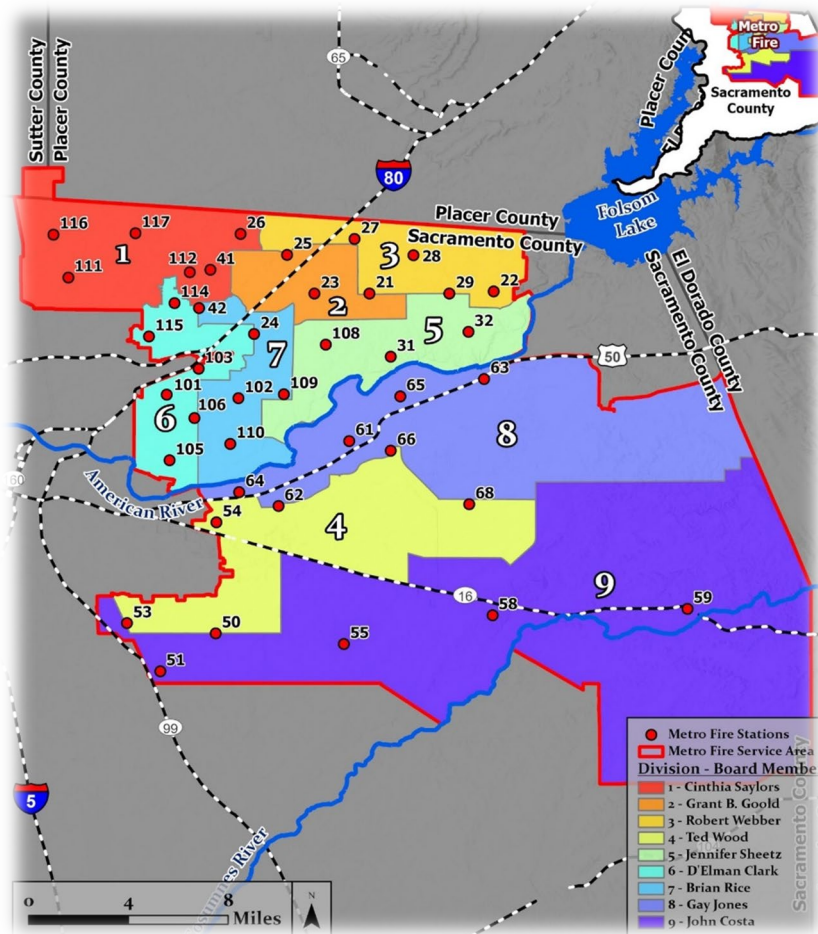 Sutter County
Placer County
65
80
Placer Coun
El
Metro
Fire
Sacramento
County
Folsom
Lake
Placer County
Sacramento County
El Dorado County
Sacramento County
116
117
26
27
1
25
3
28
111
112
41
114
42
23
2
21
29
22
115
24
7
108
5
31
32
103
50
101
102
109
65
63
6
106
61
8
105
110
66
60
American River
64
62
68
54
4
16
9
59
53
50
58
55
51
99
5
Metro Fire Stations
Metro Fire Service Area
Division - Board Membe
1 - Cinthia Saylors
2 - Grant B. Goold
3 - Robert Webber
4 - Ted Wood
5 - Jennifer Sheetz
6 - D'Elman Clark
7 - Brian Rice
8 - Gay Jones
9 - John Costa
104
Sacramento County
osumnes River
0 4 8
Miles
N